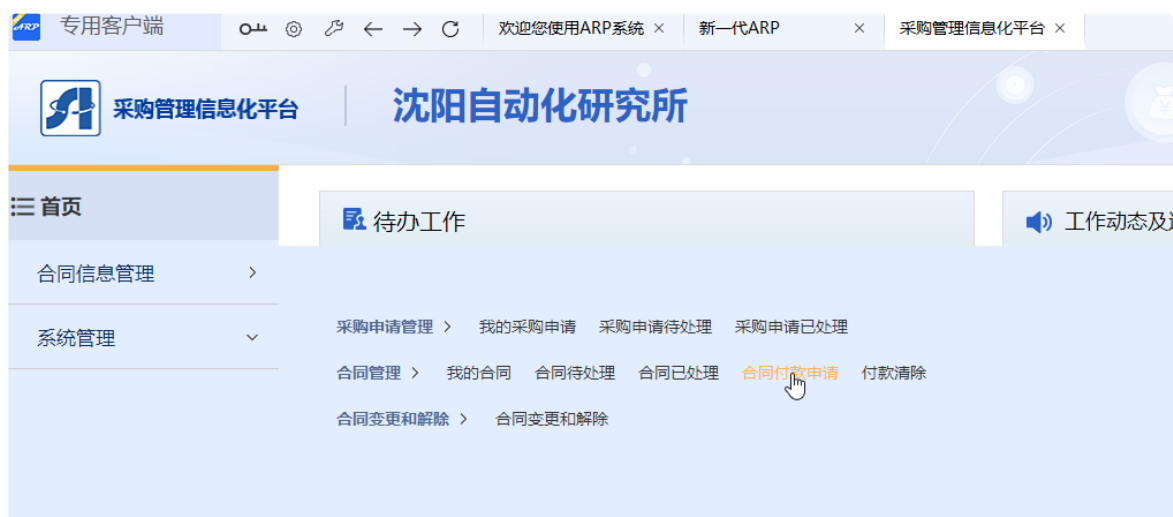 ARP 专用客户端 欢迎您使用ARP系统 × 新一代ARP × 采购管理信息化平台 ×
采购管理信息化平台 沈阳自动化研究所
首页 待办工作 工作动态及
合同信息管理 >
采购申请管理 > 我的采购申请 采购申请待处理 采购申请已处理
系统管理
合同管理 > 我的合同 合同待处理 合同已处理 合同付款申请 付款清除
合同变更和解除 > 合同变更和解除